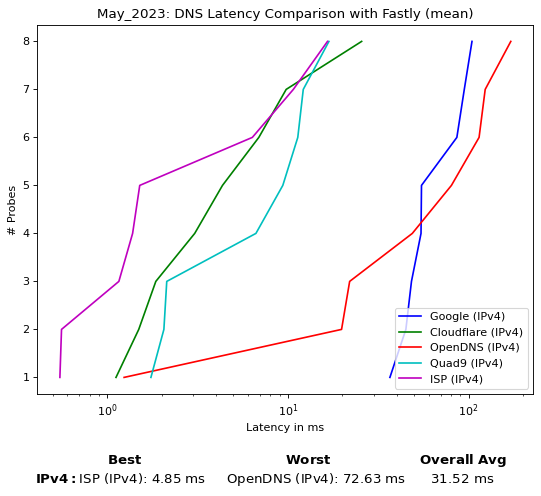 May_2023: DNS Latency Comparison with Fastly (mean)
# Probes
8
7
6
5
4
3
2
1
Google (IPv4)
Cloudflare (IPv4)
OpenDNS (IPv4)
Quad9 (IPv4)
ISP (IPv4)
10⁰ 10¹ 10²
Latency in ms
Best Worst Overall Avg
IPv4: ISP (IPv4): 4.85 ms OpenDNS (IPv4): 72.63 ms 31.52 ms